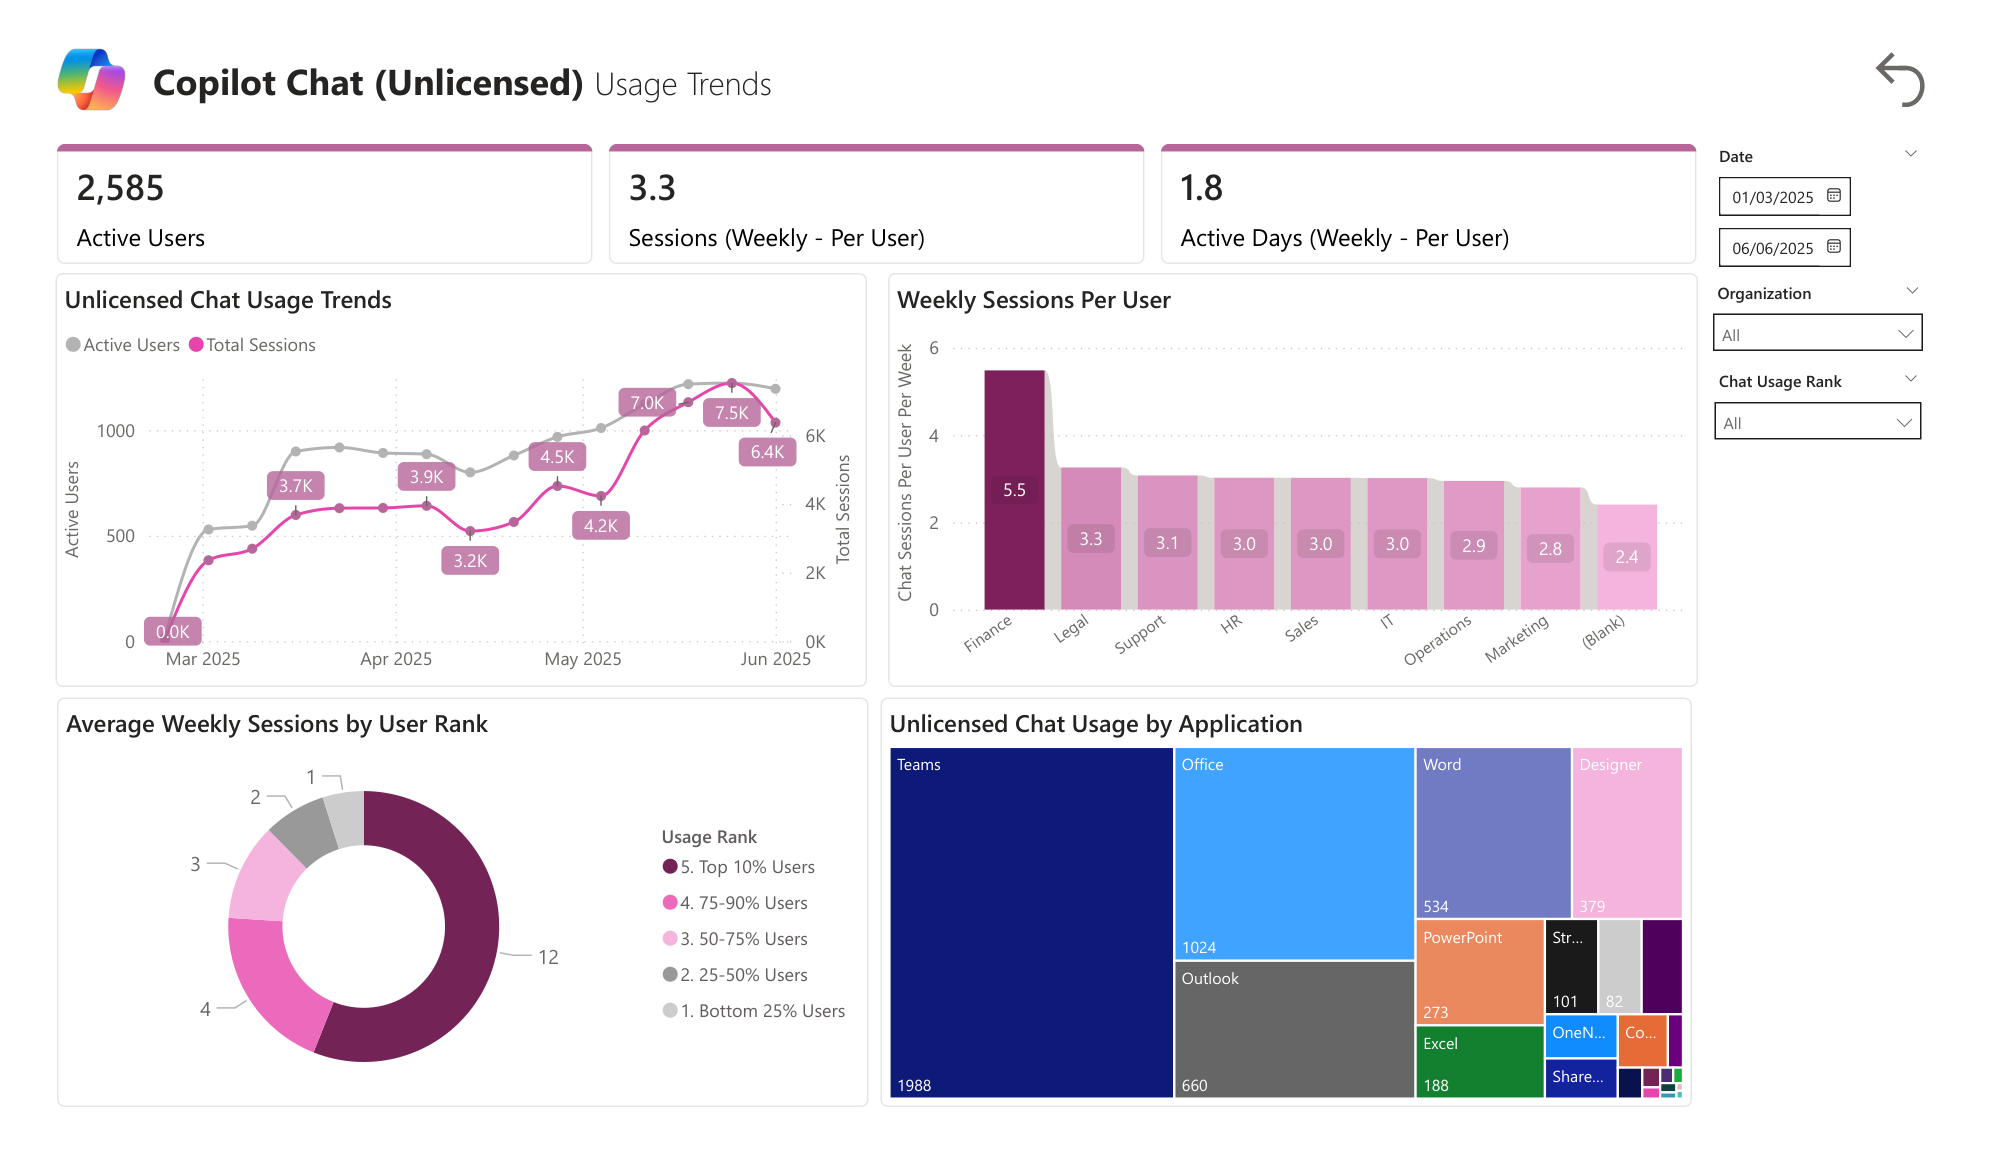 Copilot Chat (Unlicensed) Usage Trends
2,585
Active Users
3.3
Sessions (Weekly - Per User)
1.8
Active Days (Weekly - Per User)
Date
01/03/2025
06/06/2025
Organization
All
Chat Usage Rank
All
Unlicensed Chat Usage Trends
Active Users Total Sessions
Active Users
1000
500
0
0.0K
3.7K
3.9K
3.2K
4.5K
4.2K
7.0K
7.5K
6.4K
6K
4K
2K
0K
Total Sessions
Mar 2025 Apr 2025 May 2025 Jun 2025
Weekly Sessions Per User
Chat Sessions Per User Per Week
6
4
2
0
5.5
3.3
3.1
3.0
3.0
3.0
2.9
2.8
2.4
Finance Legal Support HR Sales IT Operations Marketing (Blank)
Average Weekly Sessions by User Rank
1
2
3
4
12
Usage Rank
5. Top 10% Users
4. 75-90% Users
3. 50-75% Users
2. 25-50% Users
1. Bottom 25% Users
Unlicensed Chat Usage by Application
Teams
1988
Office
1024
Outlook
660
Word
534
Designer
379
PowerPoint
273
Excel
188
Str...
101
82
OneN...
Co...
Share...